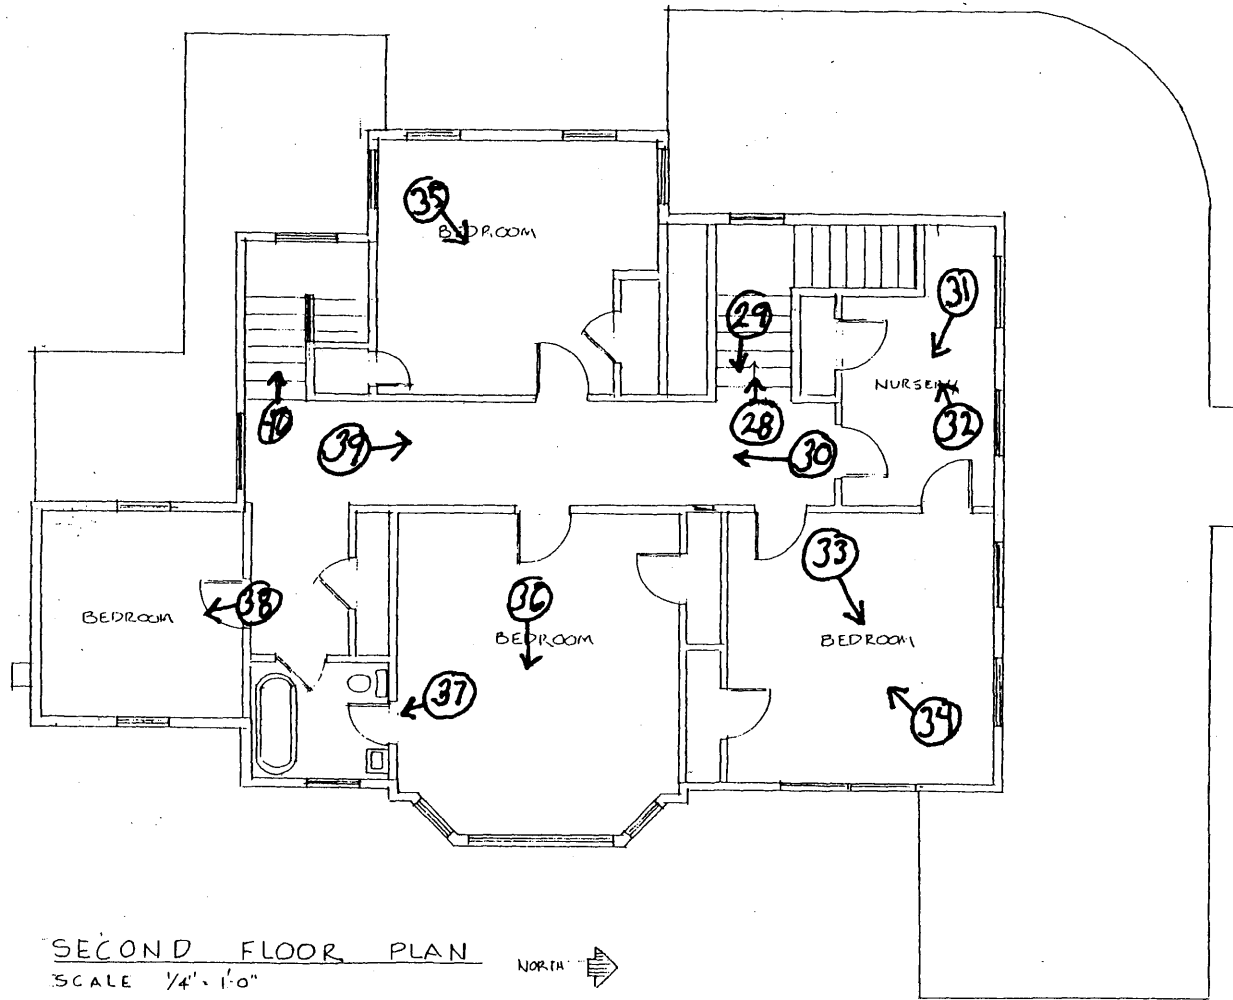 35
BEDROOM
31
29
NURSERY
40
28
32
39
30
33
38
36
BEDROOM
BEDROOM
BEDROOM
37
34
SECOND FLOOR PLAN
NORTH
SCALE 1/4" = 1'-0"